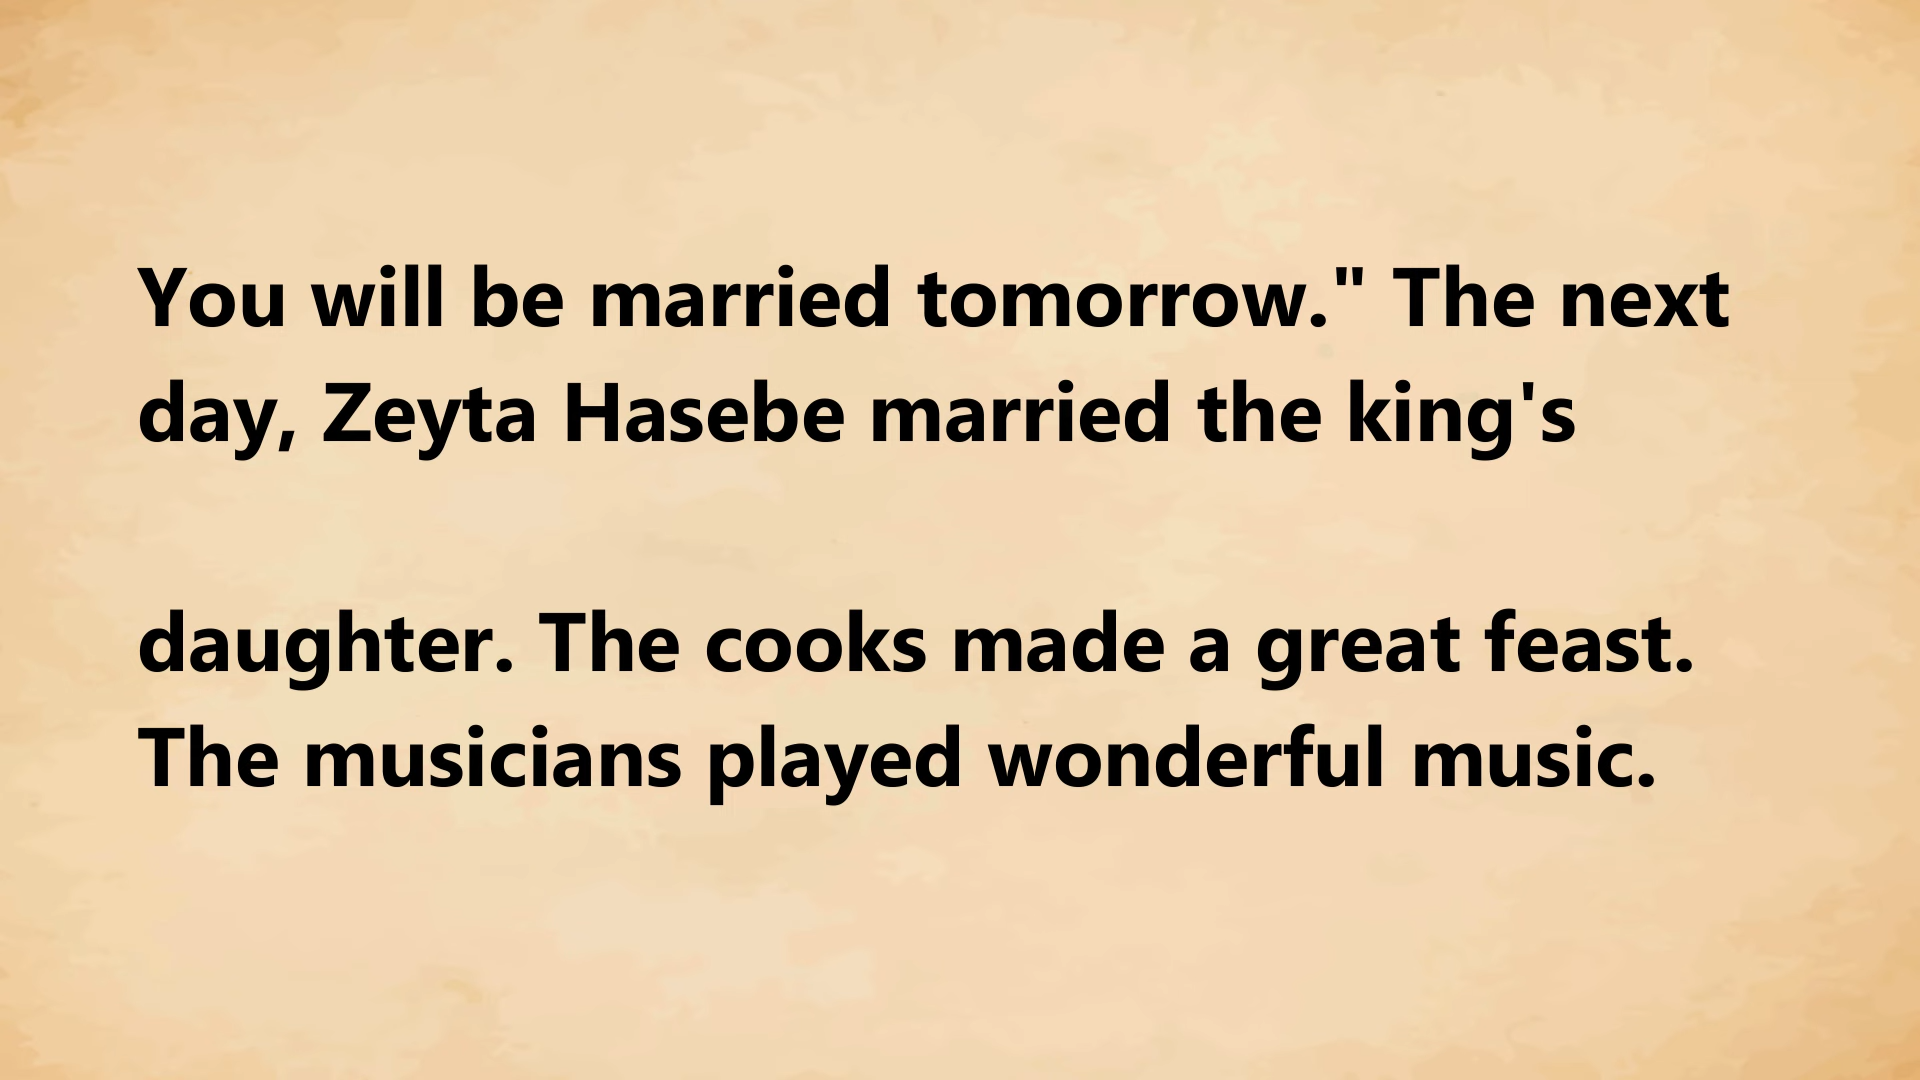 You will be married tomorrow." The next
day, Zeyta Hasebe married the king's
daughter. The cooks made a great feast.
The musicians played wonderful music.